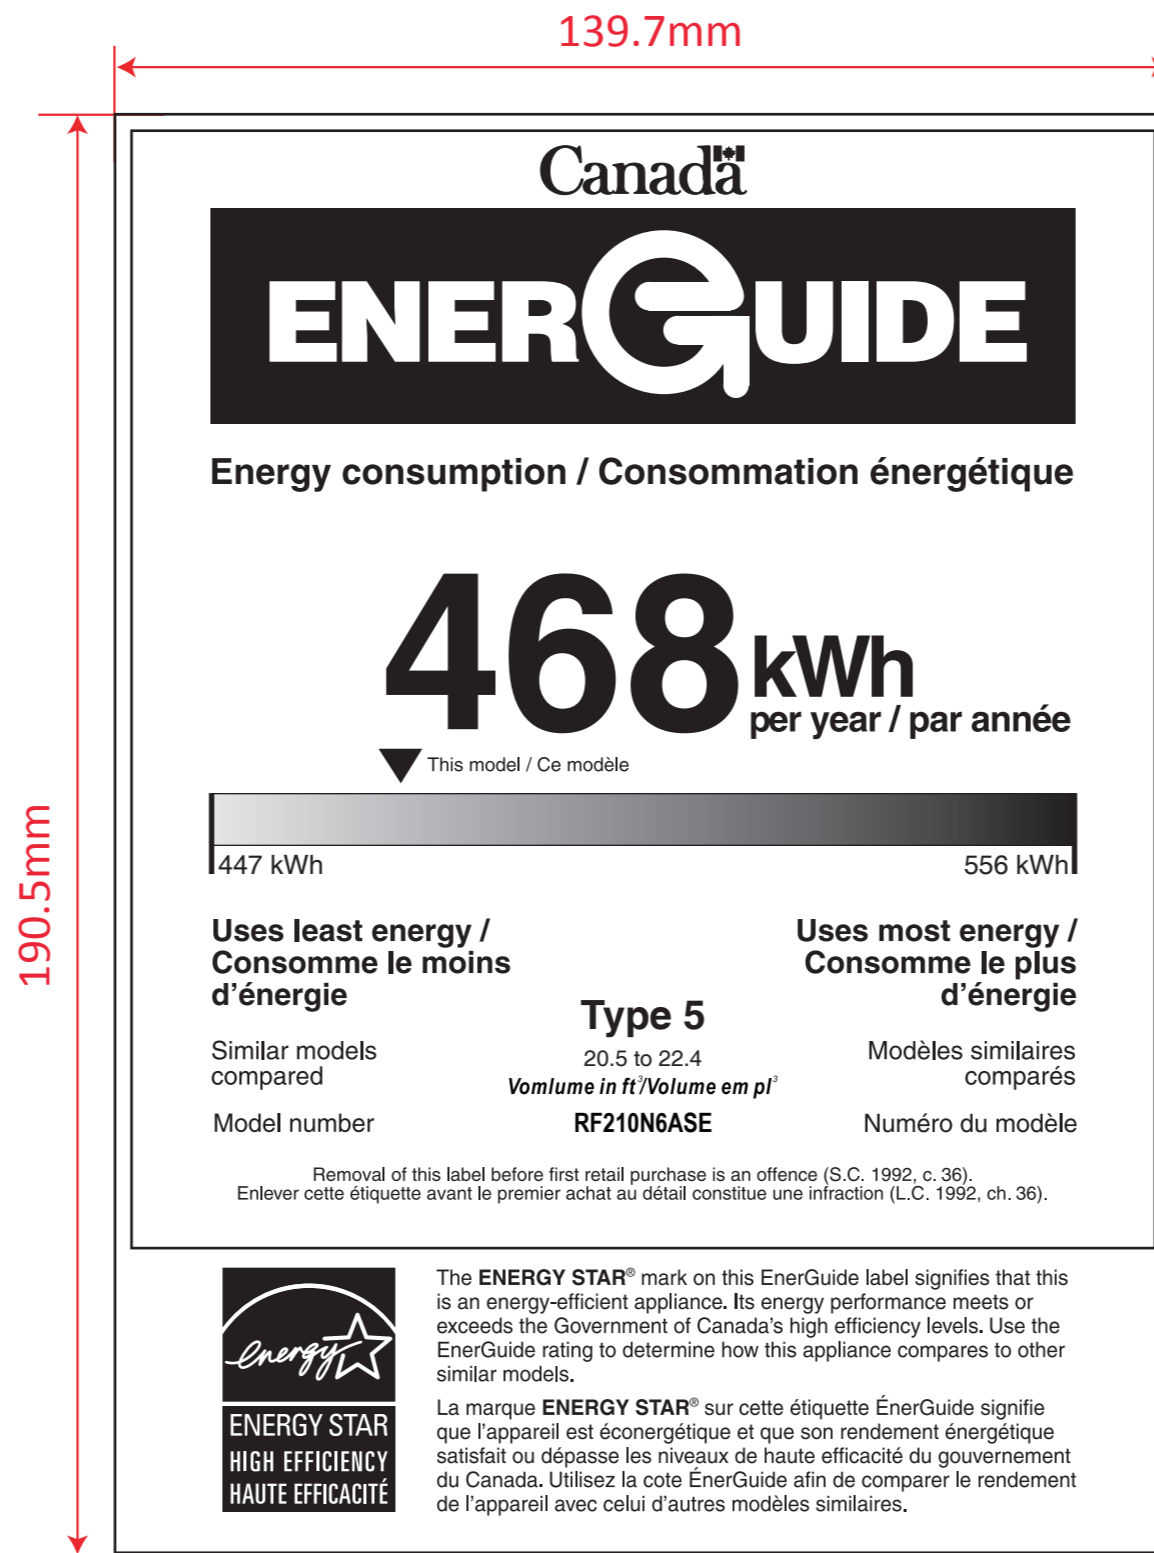 139.7mm
190.5mm
Canada
ENERGUIDE
Energy consumption / Consommation énergétique
468 kWh
per year / par année
This model / Ce modèle
447 kWh
556 kWh
Uses least energy /
Consomme le moins
d'énergie
Uses most energy /
Consomme le plus
d'énergie
Type 5
Similar models
compared
20.5 to 22.4
Vomlume in ft³/Volume em pl³
Modèles similaires
comparés
Model number
RF210N6ASE
Numéro du modèle
Removal of this label before first retail purchase is an offence (S.C. 1992, c. 36).
Enlever cette étiquette avant le premier achat au détail constitue une infraction (L.C. 1992, ch. 36).
energy
ENERGY STAR
HIGH EFFICIENCY
HAUTE EFFICACITÉ
The ENERGY STAR® mark on this EnerGuide label signifies that this
is an energy-efficient appliance. Its energy performance meets or
exceeds the Government of Canada's high efficiency levels. Use the
EnerGuide rating to determine how this appliance compares to other
similar models.
La marque ENERGY STAR® sur cette étiquette ÉnerGuide signifie
que l'appareil est éconergétique et que son rendement énergétique
satisfait ou dépasse les niveaux de haute efficacité du gouvernement
du Canada. Utilisez la cote ÉnerGuide afin de comparer le rendement
de l'appareil avec celui d'autres modèles similaires.